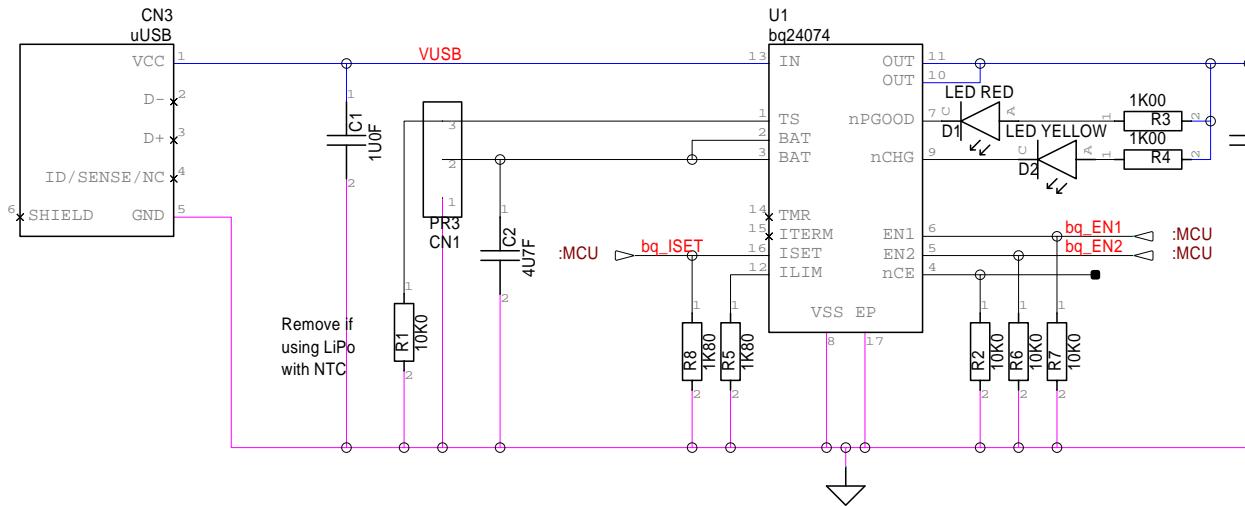 CN3
uUSB
VCC
1
D-
2
D+
3
ID/SENSE/NC
4
6
SHIELD
GND
5
VUSB
1
C1
1U0F
2
3
2
1
PR3
CN1
1
C2
4U7F
2
1
R1
10K0
2
Remove if
using LiPo
with NTC
:MCU
bq_ISET
1
R8
1K80
2
1
R5
1K80
2
U1
bq24074
13
IN
1
TS
2
BAT
3
BAT
14
TMR
15
ITERM
16
ISET
12
ILIM
VSS EP
8
17
OUT
11
OUT
10
nPGOOD
7
nCHG
9
EN1
6
EN2
5
nCE
4
LED RED
C
A
D1
LED YELLOW
C
A
D2
1K00
1
R3
2
1K00
1
R4
2
bq_EN1
:MCU
bq_EN2
:MCU
1
R2
10K0
2
1
R6
10K0
2
1
R7
10K0
2